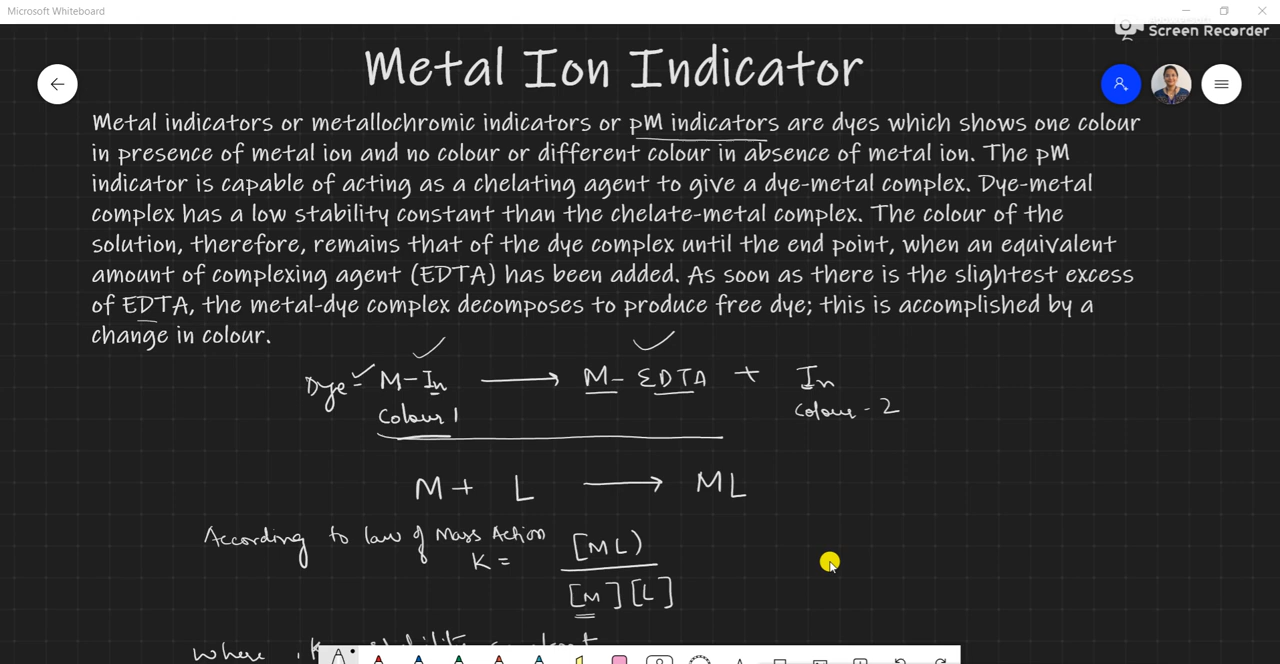 Microsoft Whiteboard
Screen Recorder
Metal Ion Indicator
Metal indicators or metallochromic indicators or pM indicators are dyes which shows one colour
in presence of metal ion and no colour or different colour in absence of metal ion. The pM
indicator is capable of acting as a chelating agent to give a dye-metal complex. Dye-metal
complex has a low stability constant than the chelate-metal complex. The colour of the
solution, therefore, remains that of the dye complex until the end point, when an equivalent
amount of complexing agent (EDTA) has been added. As soon as there is the slightest excess
of EDTA, the metal-dye complex decomposes to produce free dye; this is accomplished by a
change in colour.
Dye = M-In ⟶ M-EDTA + In
Colour 1 Colour - 2
M + L ⟶ ML
According to law of Mass Action
K = [ML)
[M][L]
where, K stability constant